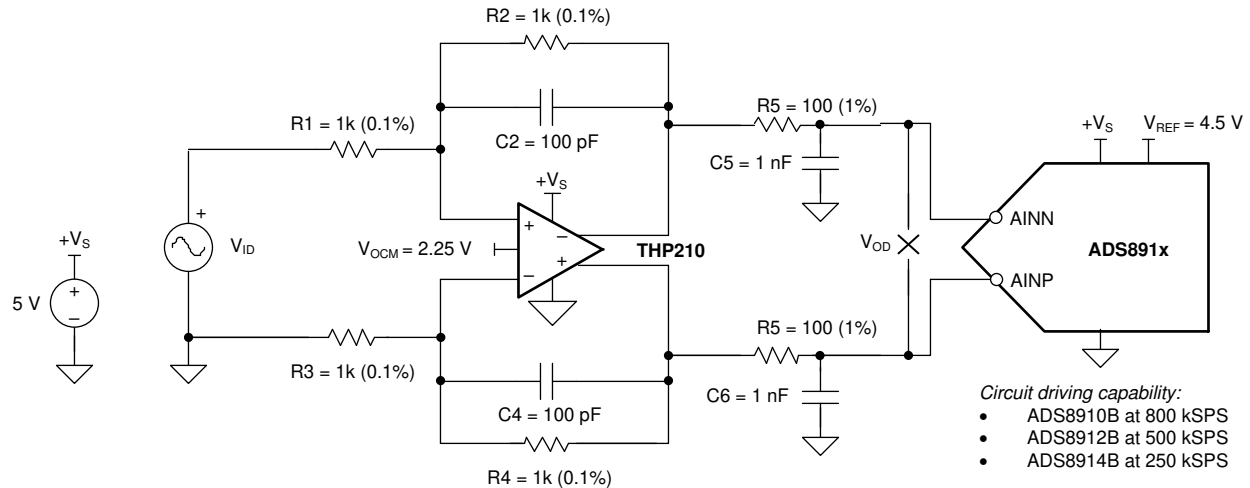 R2 = 1k (0.1%)
C2 = 100 pF
R1 = 1k (0.1%)
R5 = 100 (1%)
C5 = 1 nF
+VS
VREF = 4.5 V
+VS
+
VID
+
−
VOCM = 2.25 V
−
+
THP210
VOD
AINN
AINP
ADS891x
+VS
5 V
+
−
R3 = 1k (0.1%)
C4 = 100 pF
R4 = 1k (0.1%)
R5 = 100 (1%)
C6 = 1 nF
Circuit driving capability:
• ADS8910B at 800 kSPS
• ADS8912B at 500 kSPS
• ADS8914B at 250 kSPS